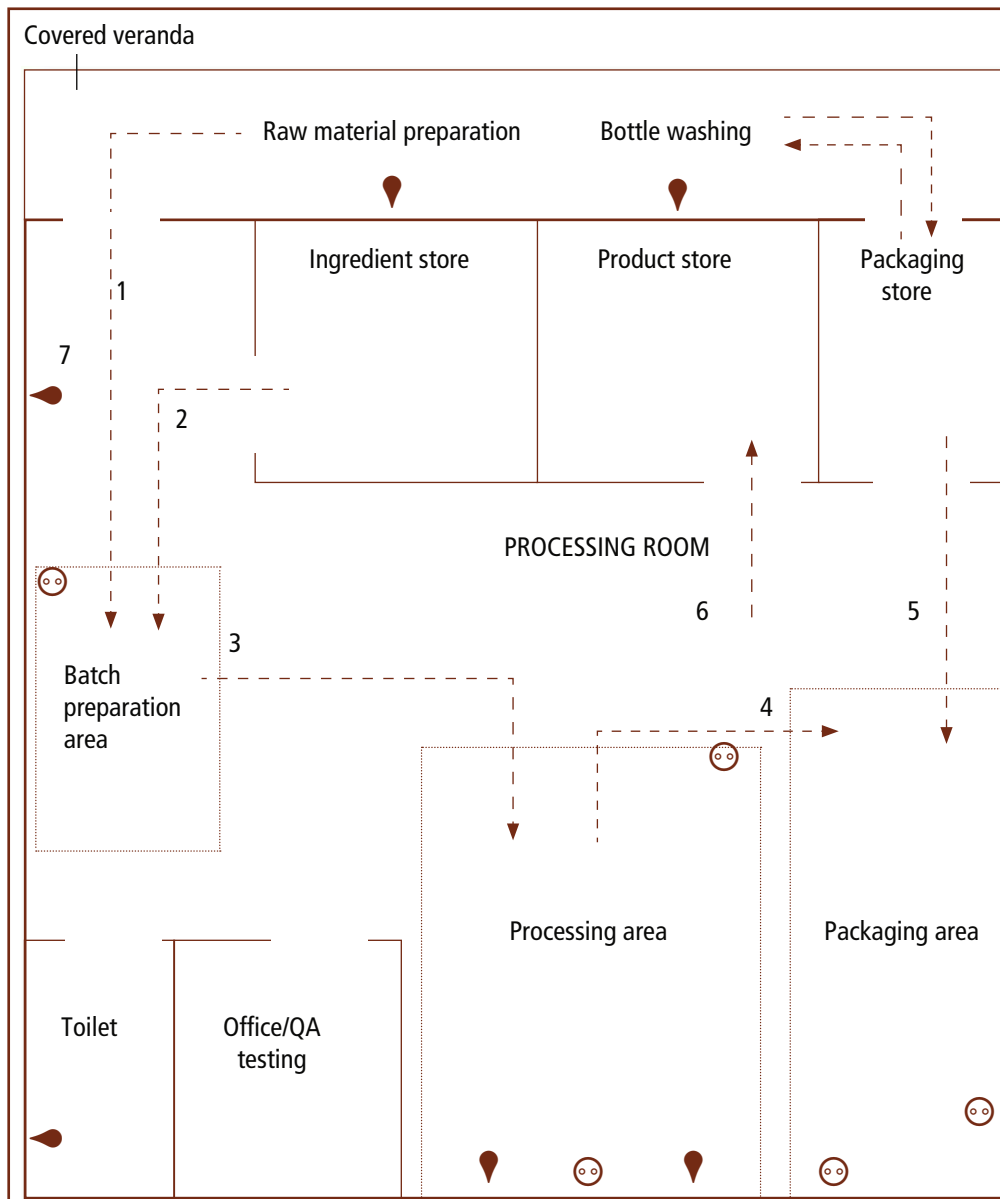 Covered veranda
Raw material preparation
Bottle washing
Ingredient store
Product store
Packaging
store
1
7
2
PROCESSING ROOM
6
5
3
Batch
preparation
area
4
Processing area
Packaging area
Toilet
Office/QA
testing